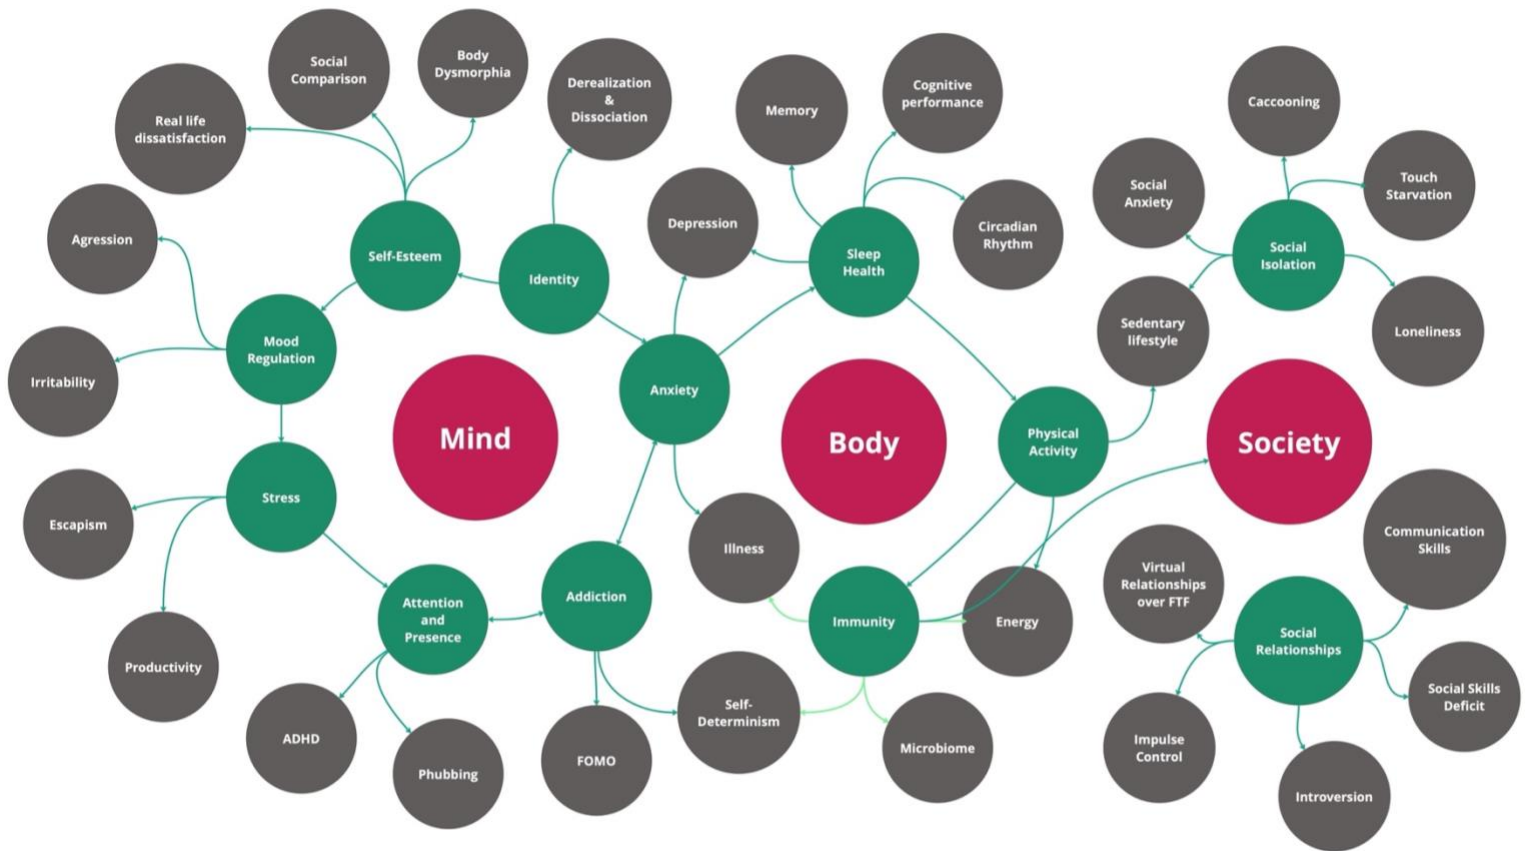 Social
Comparison
Body
Dysmorphia
Derealization
&
Dissociation
Real life
dissatisfaction
Memory
Cognitive
performance
Caccooning
Agression
Self-Esteem
Identity
Depression
Sleep
Health
Circadian
Rhythm
Social
Anxiety
Social
Isolation
Touch
Starvation
Mood
Regulation
Irritability
Anxiety
Sedentary
lifestyle
Loneliness
Mind
Body
Physical
Activity
Society
Stress
Escapism
Illness
Communication
Skills
Attention
and
Presence
Addiction
Immunity
Energy
Virtual
Relationships
over FTF
Social
Relationships
Productivity
ADHD
Phubbing
FOMO
Self-
Determinism
Microbiome
Impulse
Control
Social Skills
Deficit
Introversion